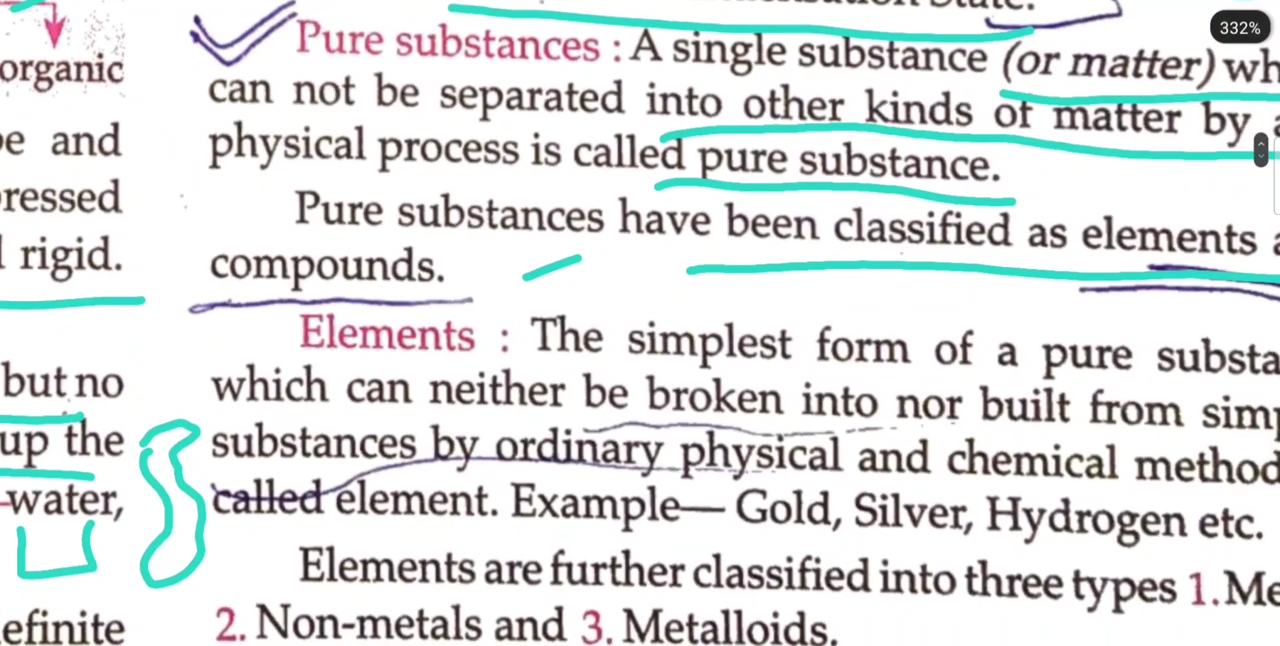 organic
pe and
pressed
rigid.
but no
up the
water,
definite
State.
Pure substances : A single substance (or matter) wh
can not be separated into other kinds of matter by
physical process is called pure substance.
Pure substances have been classified as elements a
compounds.
Elements : The simplest form of a pure substa
which can neither be broken into nor built from simp
substances by ordinary physical and chemical method
called element. Example— Gold, Silver, Hydrogen etc.
Elements are further classified into three types 1. Me
2. Non-metals and 3. Metalloids.
332%